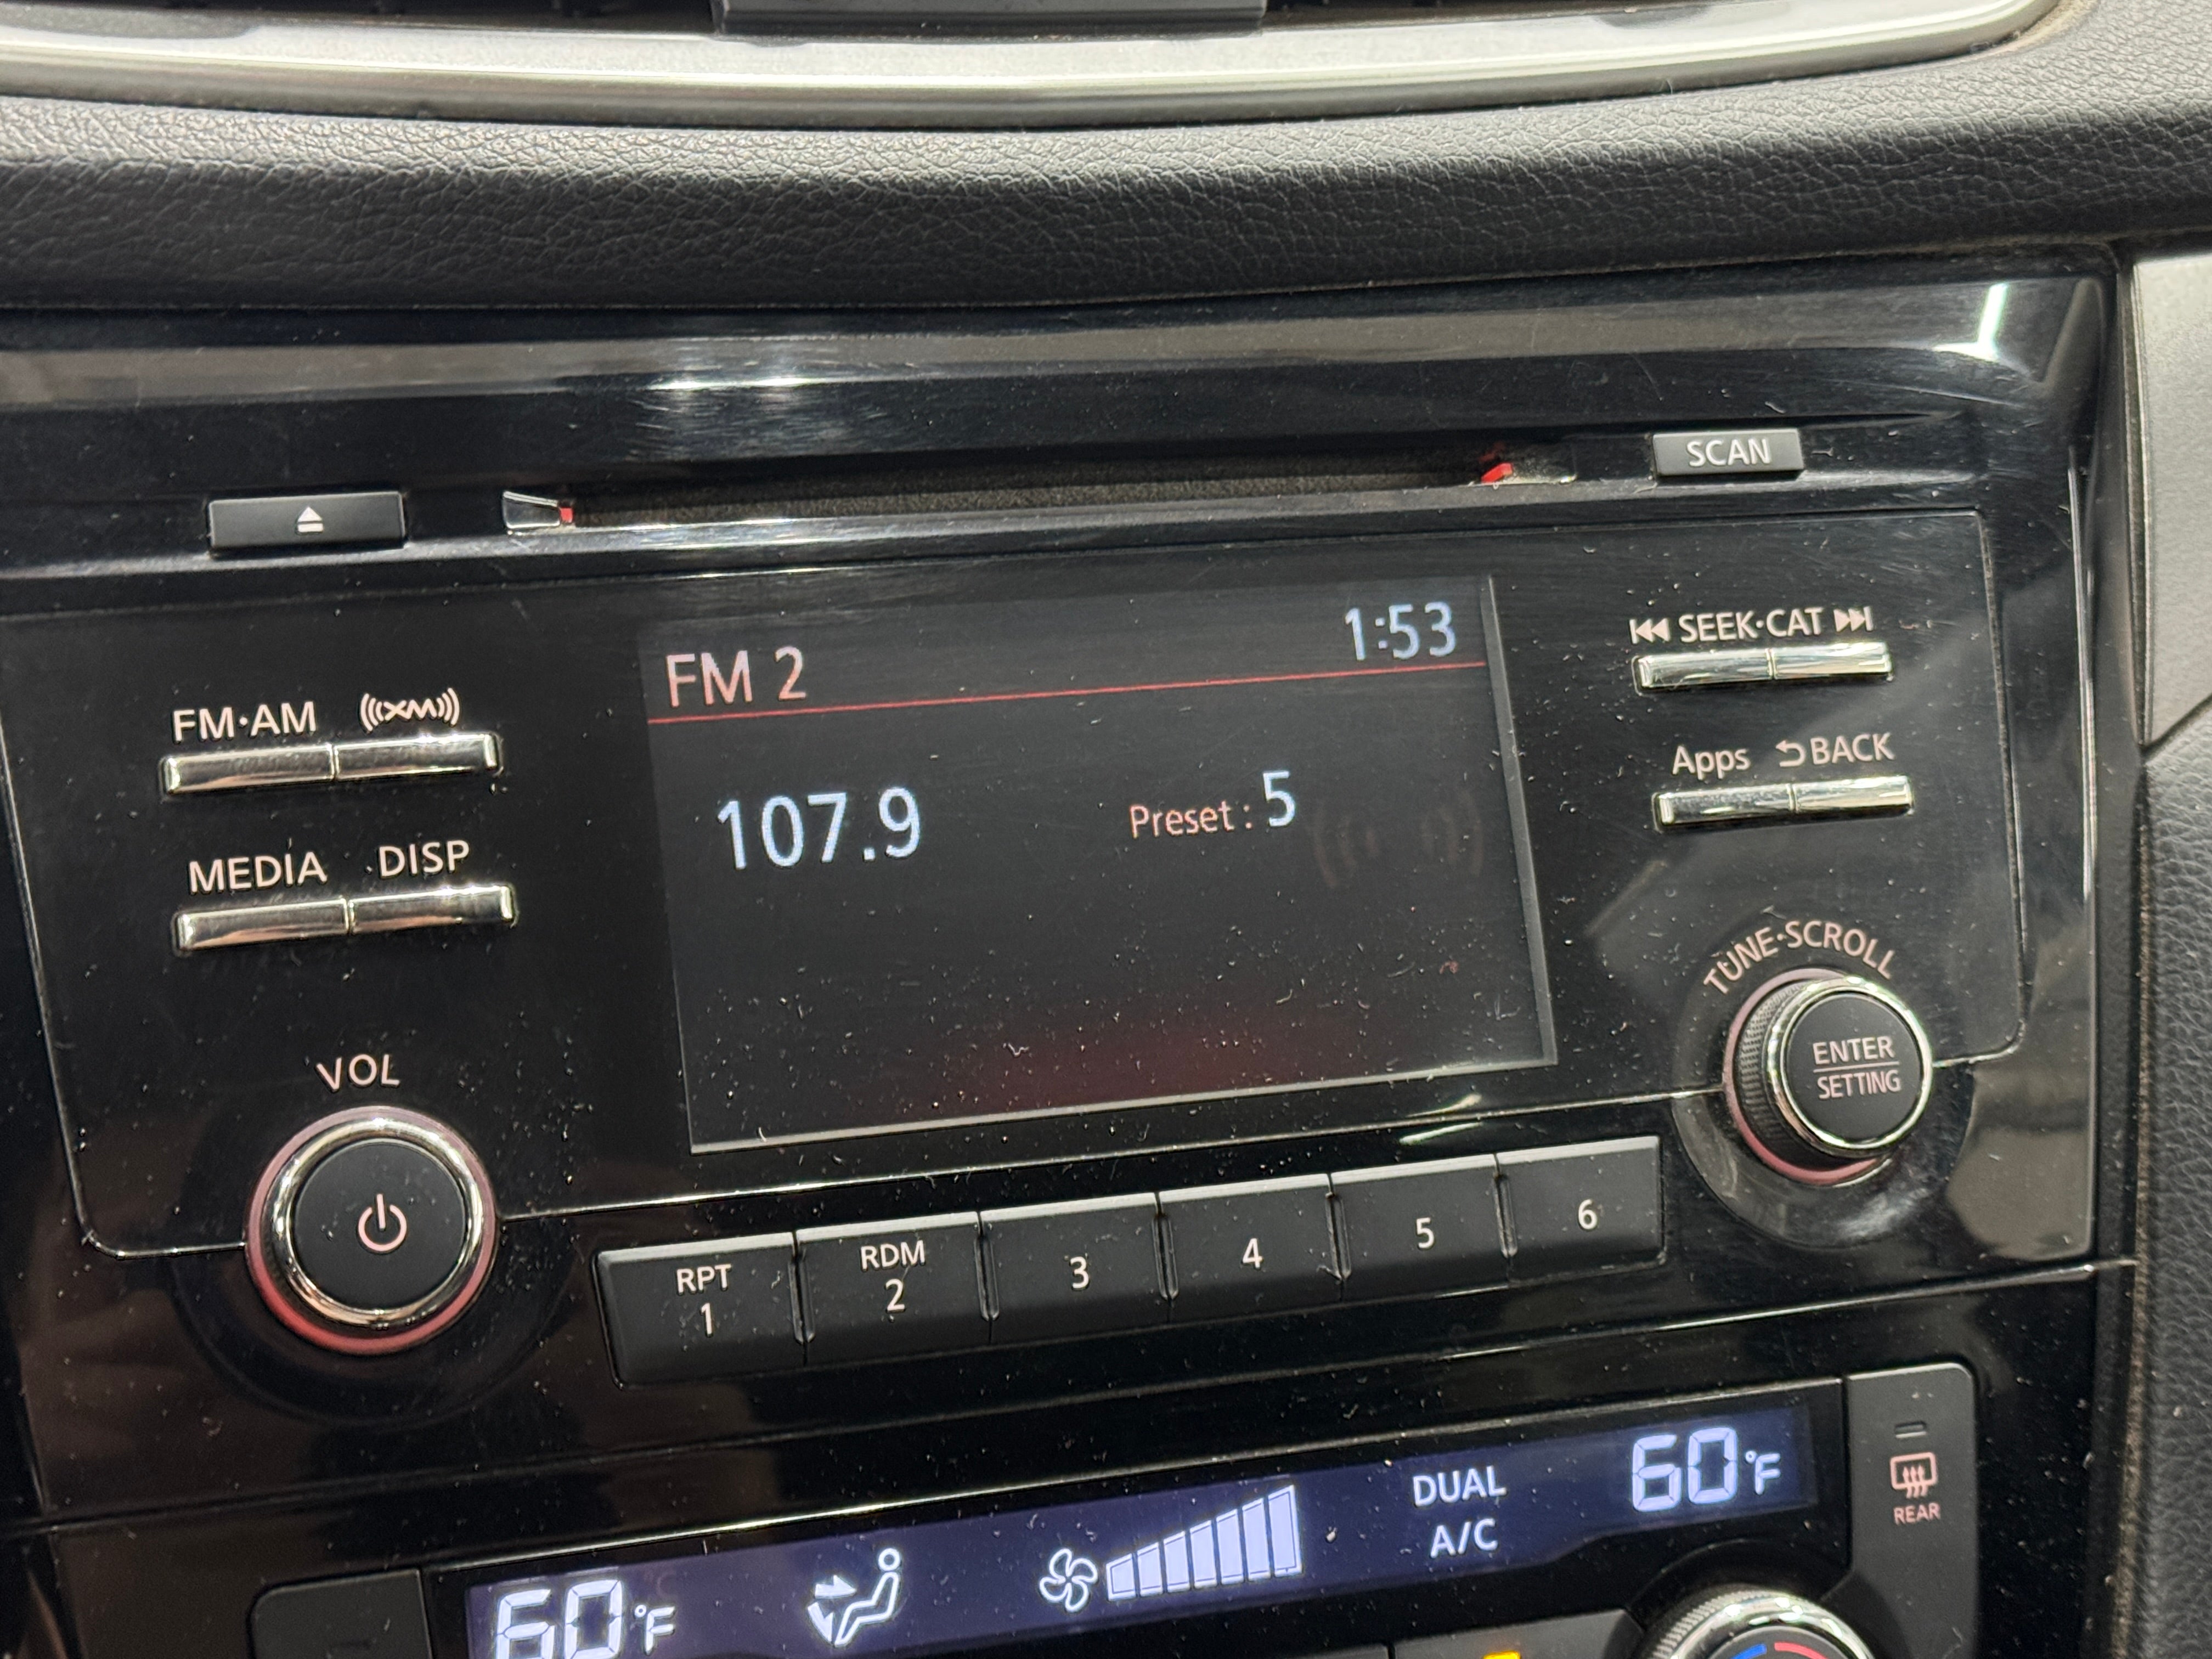 SCAN
FM 2 1:53
SEEK·CAT
FM·AM XM
107.9 Preset : 5
Apps BACK
MEDIA DISP
TUNE·SCROLL
ENTER
SETTING
VOL
RPT
1
RDM
2
3
4
5
6
60°F
DUAL
A/C
60°F
REAR